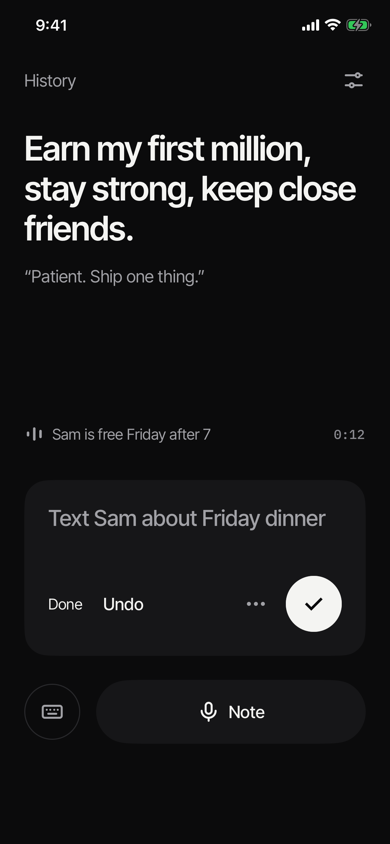 9:41
History
Earn my first million,
stay strong, keep close
friends.
“Patient. Ship one thing.”
Sam is free Friday after 7 0:12
Text Sam about Friday dinner
Done Undo
Note